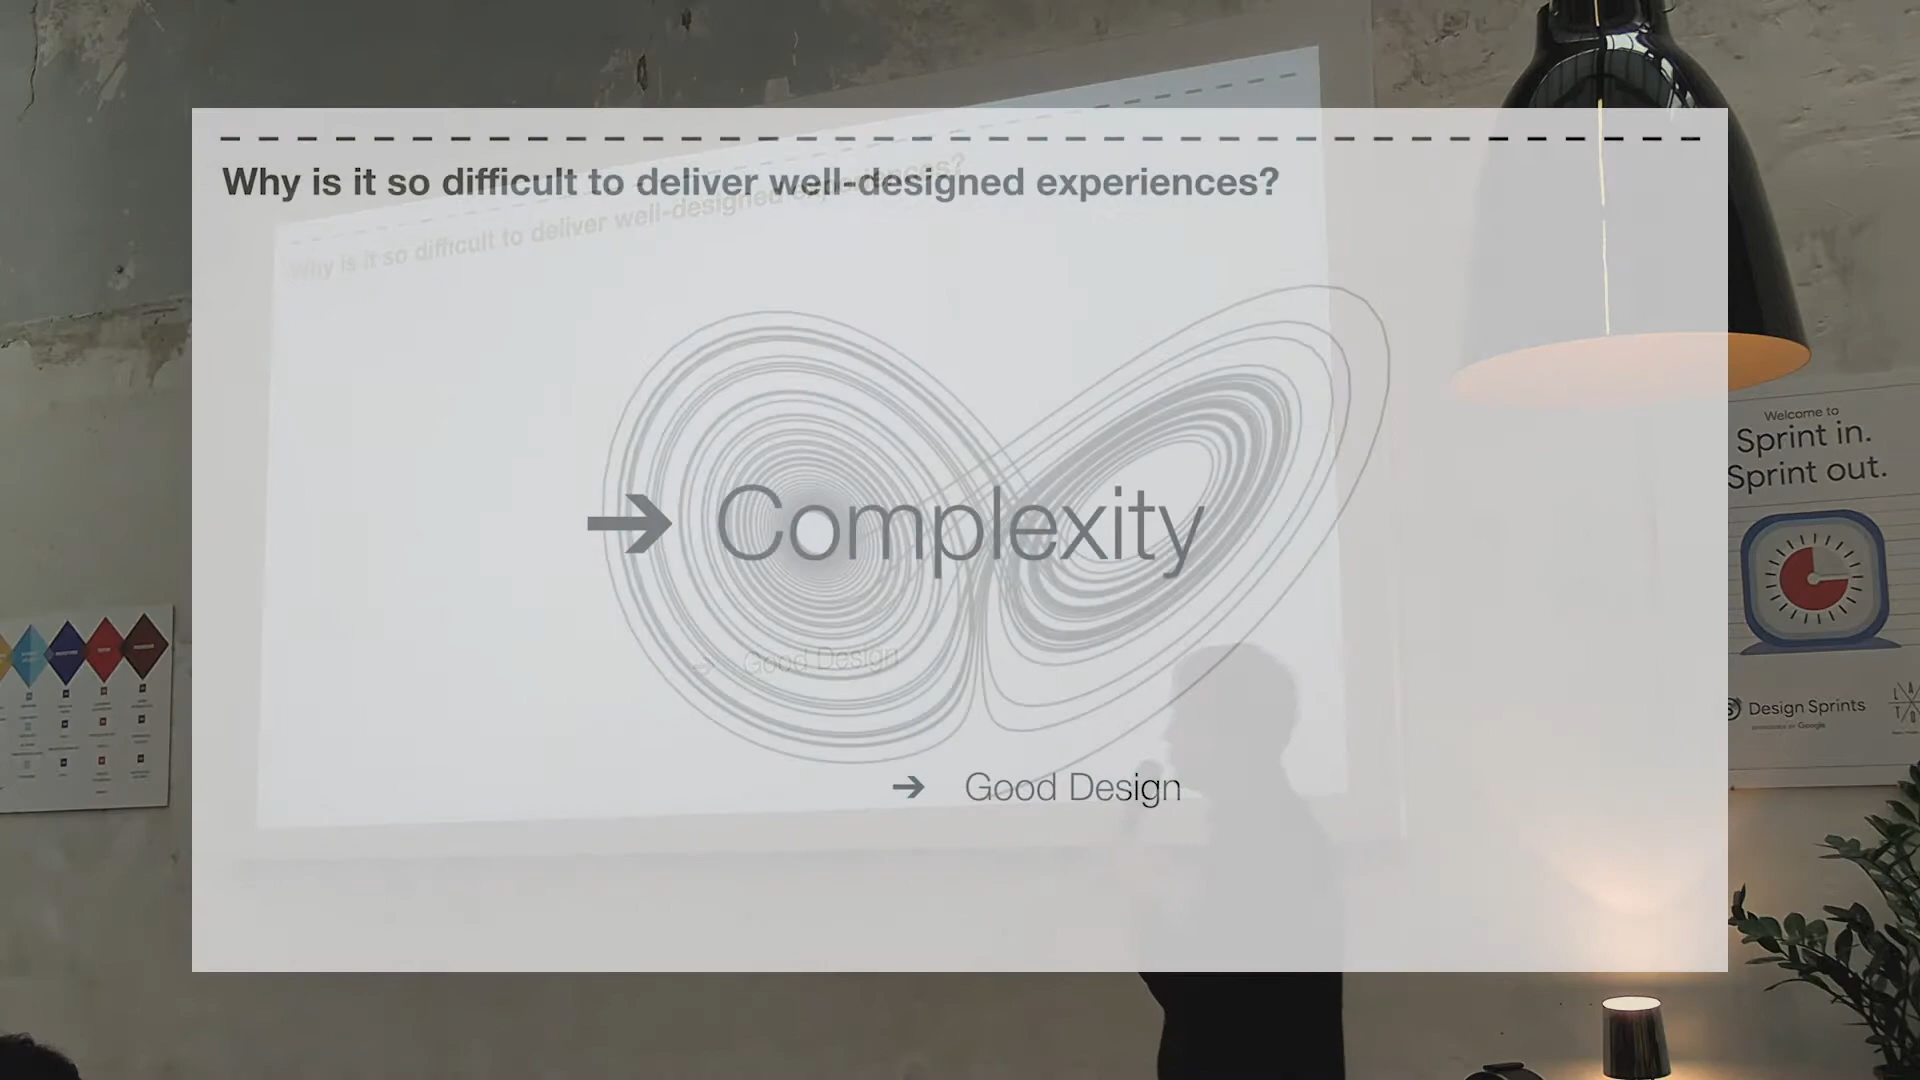 Why is it so difficult to deliver well-designed experiences?
Why is it so difficult to deliver well-designed experiences?
→ Complexity
→ Good Design
→ Good Design
Welcome to
Sprint in.
Sprint out.
Design Sprints